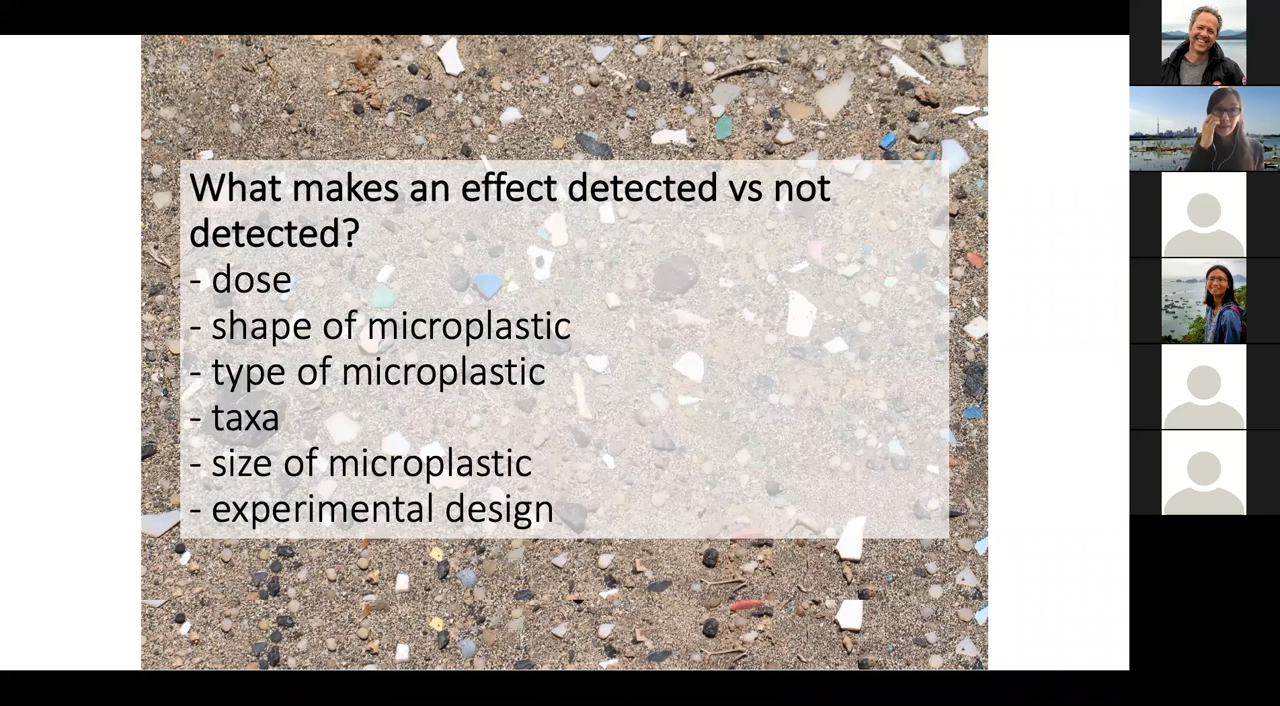 What makes an effect detected vs not
detected?
- dose
- shape of microplastic
- type of microplastic
- taxa
- size of microplastic
- experimental design